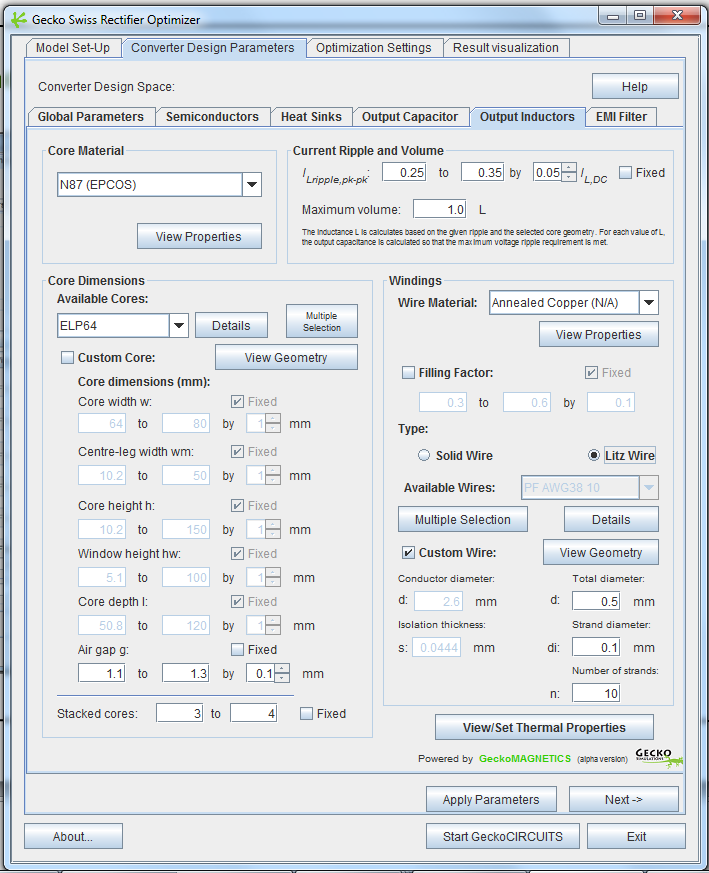 Gecko Swiss Rectifier Optimizer
Model Set-Up Converter Design Parameters Optimization Settings Result visualization
Converter Design Space: Help
Global Parameters Semiconductors Heat Sinks Output Capacitor Output Inductors EMI Filter
Core Material
N87 (EPCOS)
View Properties
Current Ripple and Volume
I Lripple,pk-pk: 0.25 to 0.35 by 0.05 I L,DC Fixed
Maximum volume: 1.0 L
The inductance L is calculates based on the given ripple and the selected core geometry. For each value of L,
the output capacitance is calculated so that the maximum voltage ripple requirement is met.
Core Dimensions
Available Cores:
ELP64 Details Multiple
Selection
Custom Core: View Geometry
Core dimensions (mm):
Core width w: Fixed
64 to 80 by 1 mm
Centre-leg width wm: Fixed
10.2 to 50 by 1 mm
Core height h: Fixed
10.2 to 150 by 1 mm
Window height hw: Fixed
5.1 to 100 by 1 mm
Core depth l: Fixed
50.8 to 120 by 1 mm
Air gap g: Fixed
1.1 to 1.3 by 0.1 mm
Stacked cores: 3 to 4 Fixed
Windings
Wire Material: Annealed Copper (N/A)
View Properties
Filling Factor: Fixed
0.3 to 0.6 by 0.1
Type:
Solid Wire Litz Wire
Available Wires: PF AWG38 10
Multiple Selection Details
Custom Wire: View Geometry
Conductor diameter: Total diameter:
d: 2.6 mm d: 0.5 mm
Isolation thickness: Strand diameter:
s: 0.0444 mm di: 0.1 mm
Number of strands:
n: 10
View/Set Thermal Properties
Powered by GeckoMAGNETICS (alpha version) GECKO
SIMULATIONS
Apply Parameters Next ->
About... Start GeckoCIRCUITS Exit